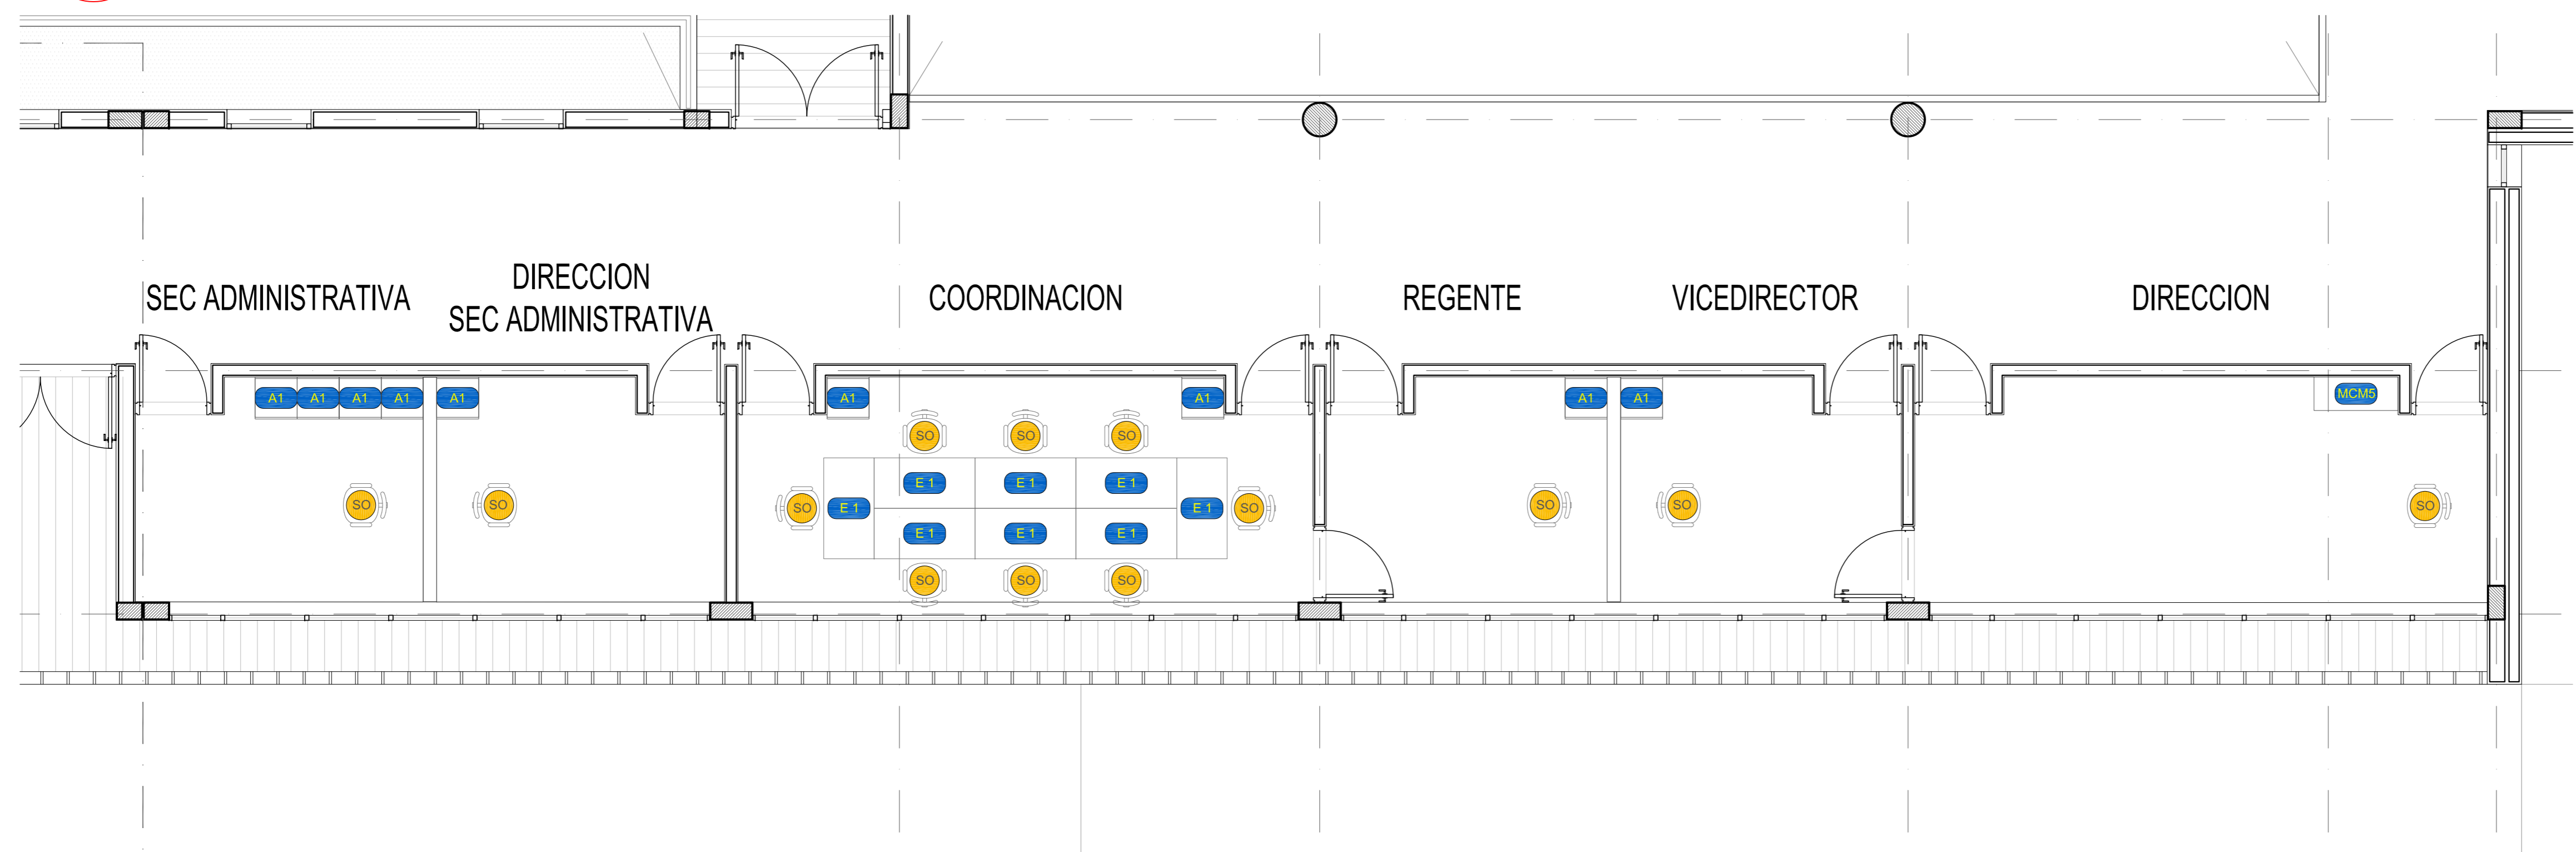 SEC ADMINISTRATIVA
DIRECCION
SEC ADMINISTRATIVA
COORDINACION
REGENTE
VICEDIRECTOR
DIRECCION
A1 A1 A1 A1 A1 A1 A1 A1 A1 MCM5
SO SO SO
E 1 E 1 E 1
SO SO SO E 1 E 1 SO SO SO SO
E 1 E 1 E 1
SO SO SO